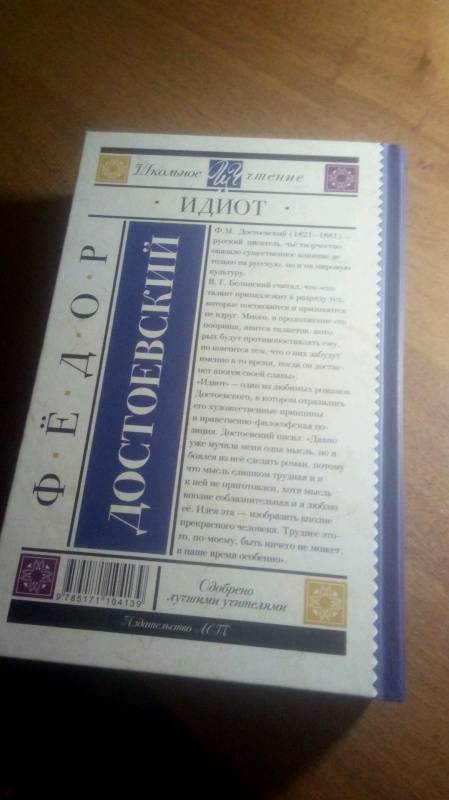 Школьное ШЧ чтение
· ИДИОТ ·
Ф·Ё·Д·О·Р
ДОСТОЕВСКИЙ
Ф.М. Достоевский (1821–1881) —
русский писатель, чьё творчество
оказало существенное влияние не
только на русскую, но и на мировую
культуру.
В. Г. Белинский считал, что «его
талант принадлежит к разряду тех,
которые постигаются и признаются
не вдруг. Много, в продолжение его
поприща, явится талантов, кото-
рых будут противопоставлять ему,
но кончится тем, что о них забудут
именно в то время, когда он достиг-
нет апогея своей славы».
«Идиот» — один из любимых романов
Достоевского, в котором отразились
его художественные принципы
и нравственно-философская по-
зиция. Достоевский писал: «Давно
уже мучила меня одна мысль, но я
боялся из неё сделать роман, потому
что мысль слишком трудная и я
к ней не приготовлен, хотя мысль
вполне соблазнительная и я люблю
её. Идея эта — изобразить вполне
прекрасного человека. Труднее это-
го, по-моему, быть ничего не может,
в наше время особенно».
9 785171 104139
Одобрено
лучшими учителями
Издательство АСТ